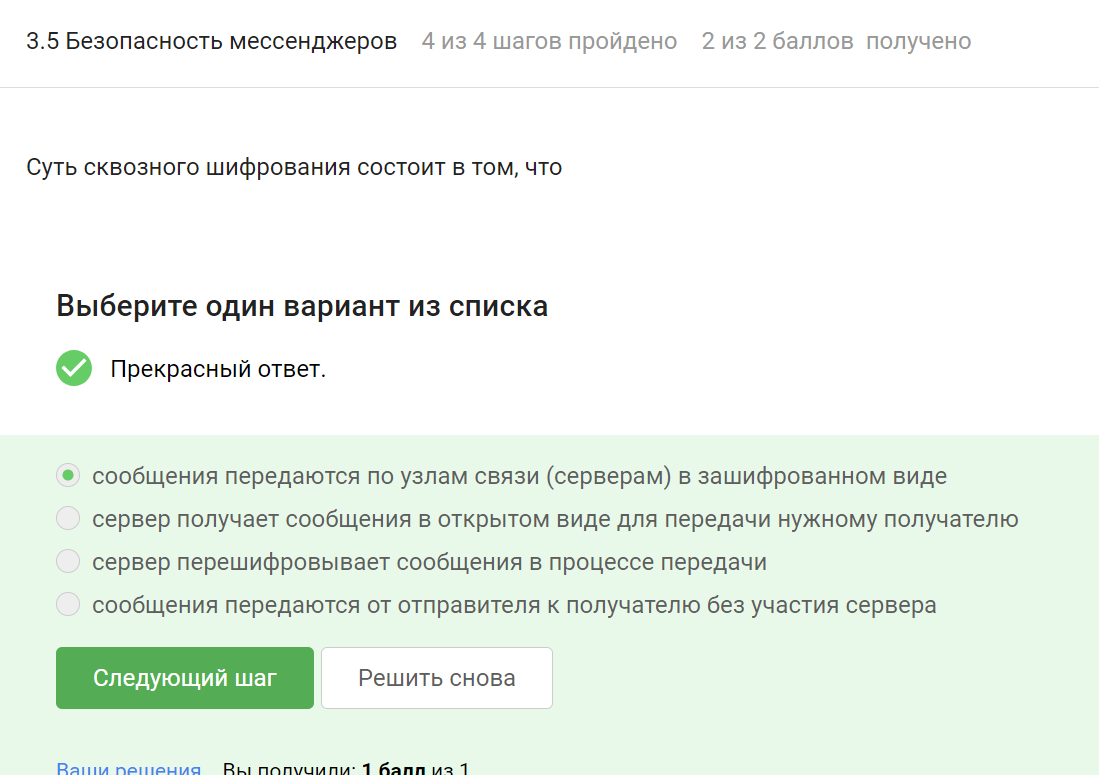 3.5 Безопасность мессенджеров 4 из 4 шагов пройдено 2 из 2 баллов получено
Суть сквозного шифрования состоит в том, что
Выберите один вариант из списка
Прекрасный ответ.
сообщения передаются по узлам связи (серверам) в зашифрованном виде
сервер получает сообщения в открытом виде для передачи нужному получателю
сервер перешифровывает сообщения в процессе передачи
сообщения передаются от отправителя к получателю без участия сервера
Следующий шаг Решить снова
Ваши решения Вы получили: 1 балл из 1